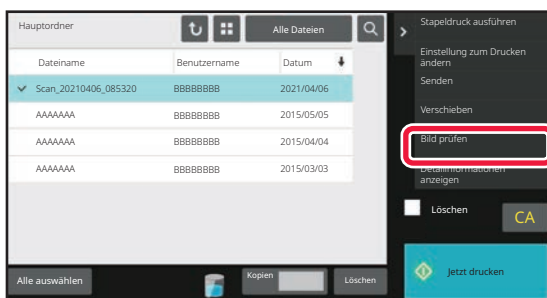 Hauptordner
Alle Dateien
Dateiname Benutzername Datum
Scan_20210406_085320 BBBBBBBB 2021/04/06
AAAAAAA BBBBBBBB 2015/05/05
AAAAAAA BBBBBBBB 2015/04/04
AAAAAAA BBBBBBBB 2015/03/03
Alle auswählen
Kopien
Löschen
Stapeldruck ausführen
Einstellung zum Drucken
ändern
Senden
Verschieben
Bild prüfen
Detailinformationen
anzeigen
Löschen
CA
Jetzt drucken